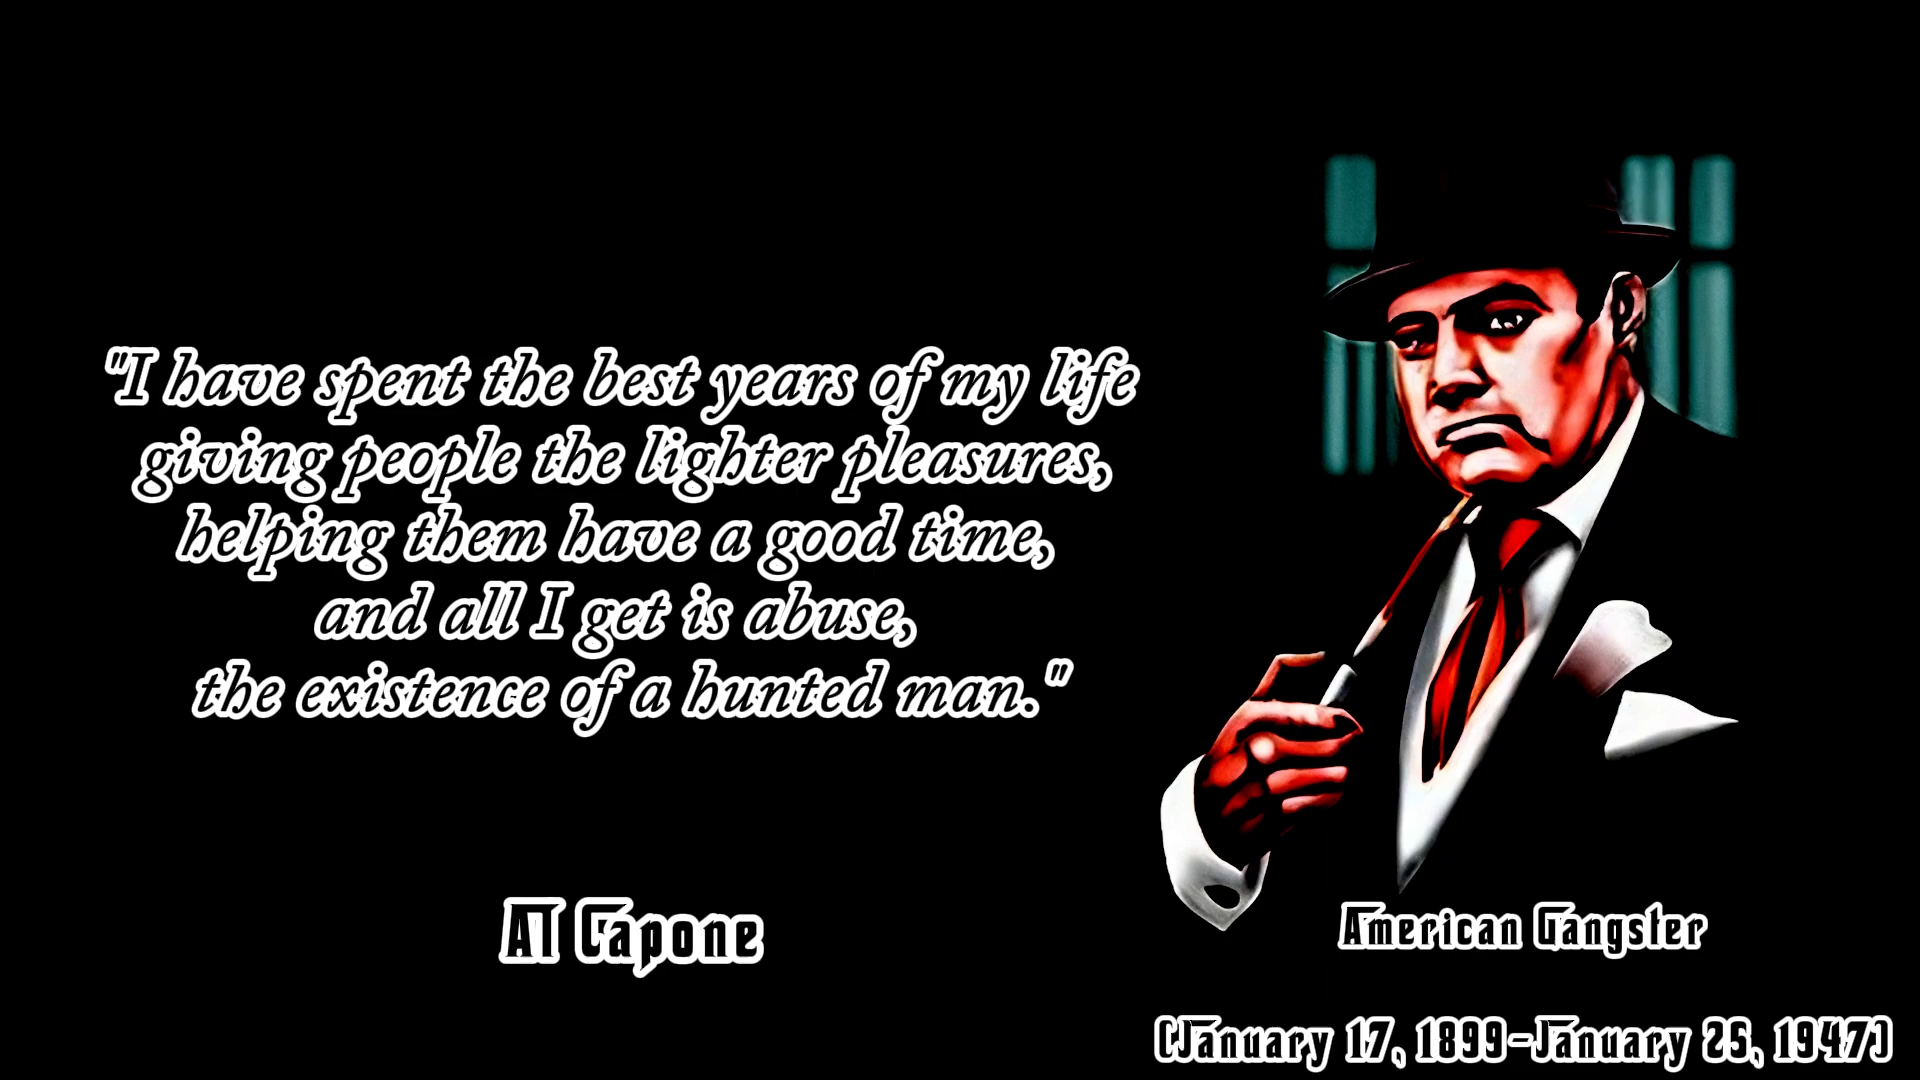 "I have spent the best years of my life
giving people the lighter pleasures,
helping them have a good time,
and all I get is abuse,
the existence of a hunted man."
Al Capone
American Gangster
(January 17, 1899-January 25, 1947)